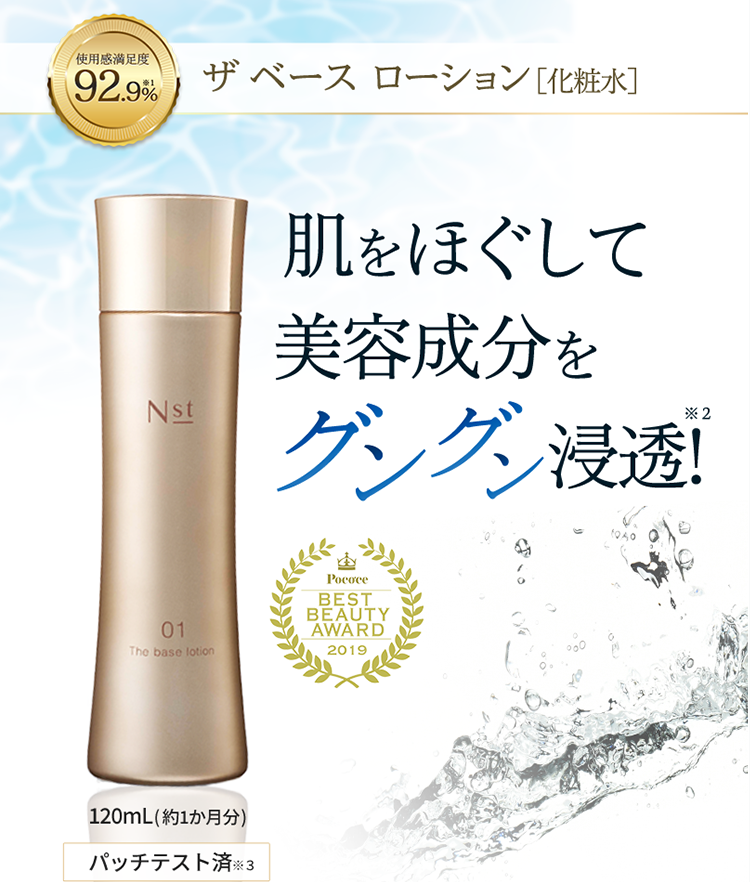 使用感満足度
92.9%※1
ザ ベース ローション[化粧水]
肌をほぐして
美容成分を
グングン浸透!※2
Nst
Pococe
BEST
BEAUTY
AWARD
2019
01
The base lotion
120mL(約1か月分)
パッチテスト済※3